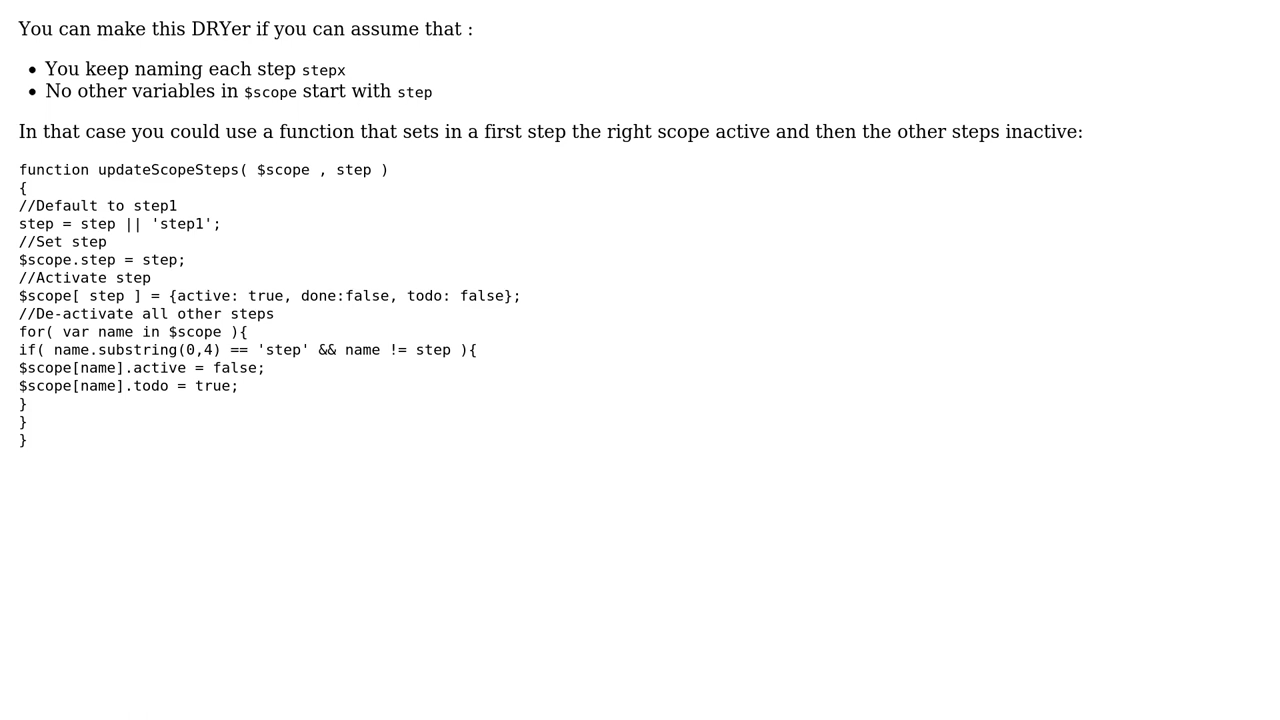 You can make this DRYer if you can assume that :
• You keep naming each step stepx
• No other variables in $scope start with step
In that case you could use a function that sets in a first step the right scope active and then the other steps inactive:
function updateScopeSteps( $scope , step )
{
//Default to step1
step = step || 'step1';
//Set step
$scope.step = step;
//Activate step
$scope[ step ] = {active: true, done:false, todo: false};
//De-activate all other steps
for( var name in $scope ){
if( name.substring(0,4) == 'step' && name != step ){
$scope[name].active = false;
$scope[name].todo = true;
}
}
}